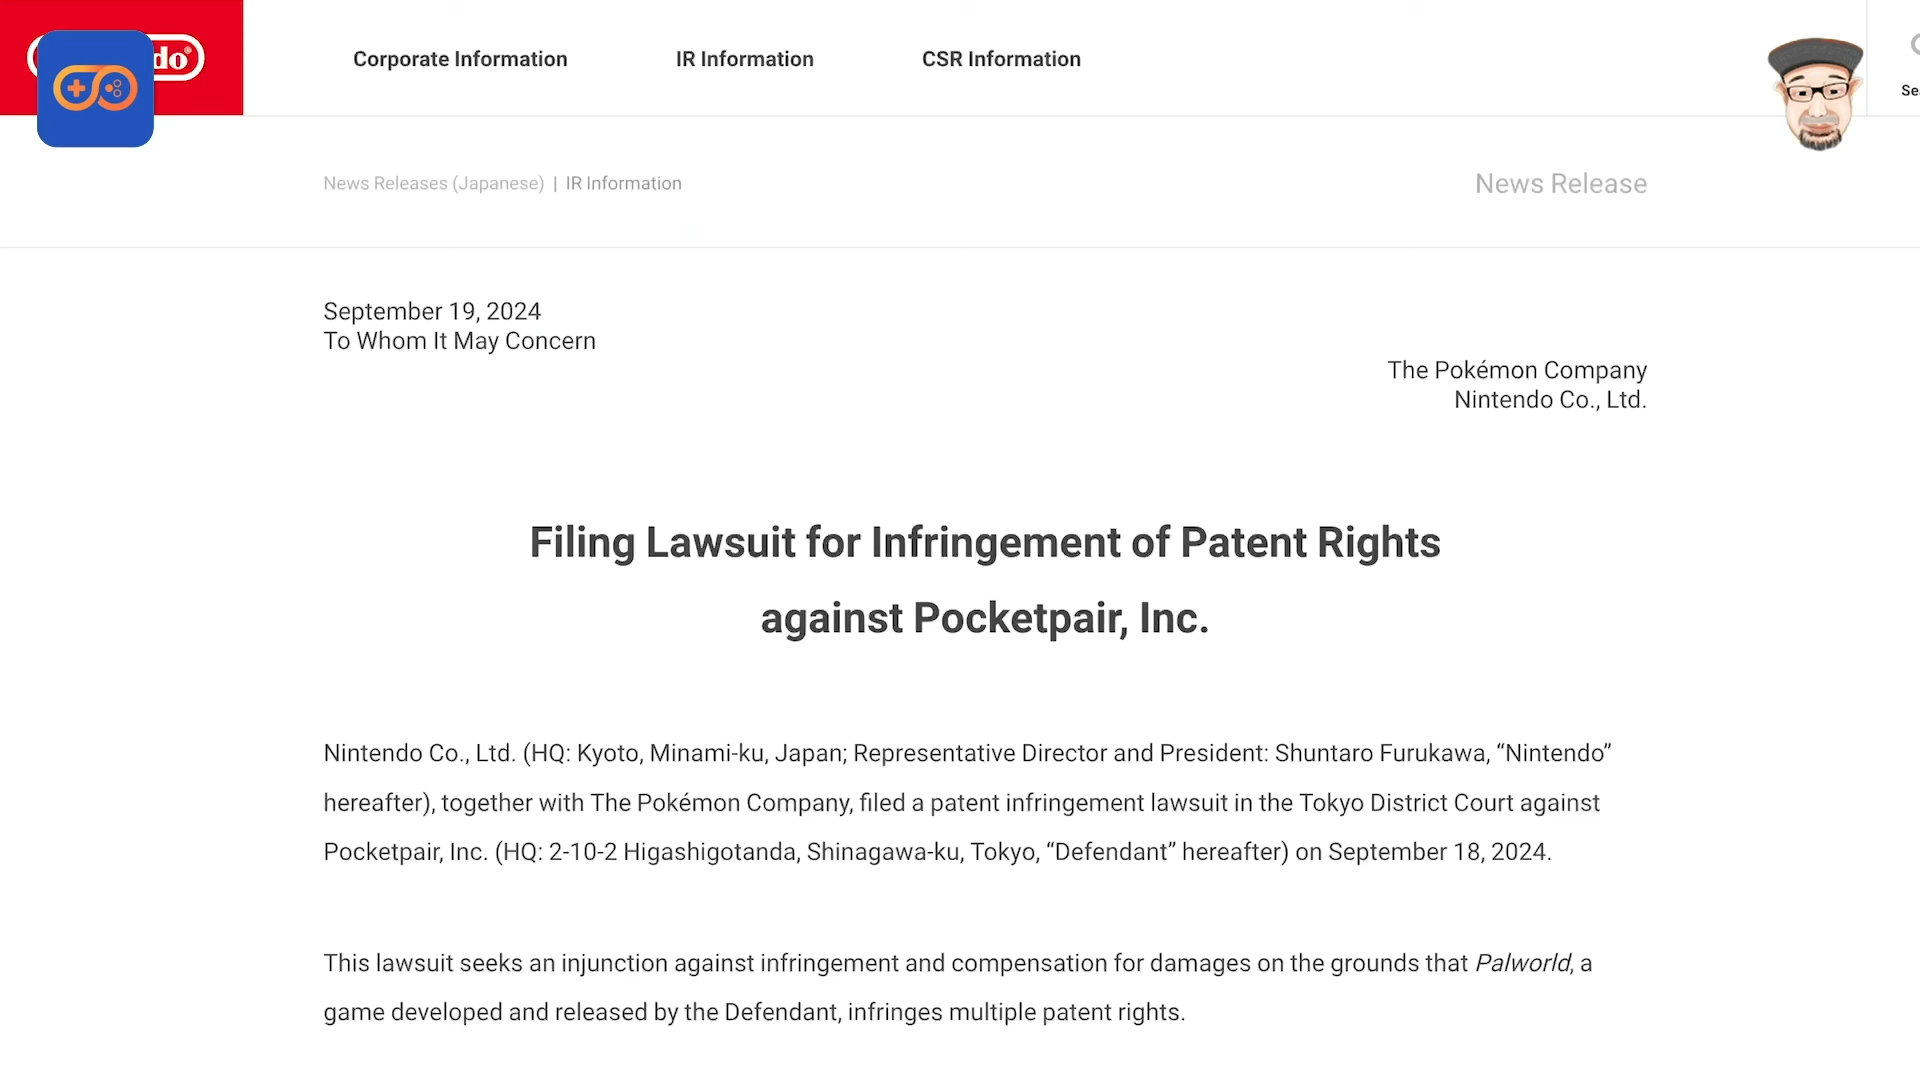 do®
Corporate Information
IR Information
CSR Information
News Releases (Japanese) | IR Information
News Release
September 19, 2024
To Whom It May Concern
The Pokémon Company
Nintendo Co., Ltd.
Filing Lawsuit for Infringement of Patent Rights
against Pocketpair, Inc.
Nintendo Co., Ltd. (HQ: Kyoto, Minami-ku, Japan; Representative Director and President: Shuntaro Furukawa, “Nintendo”
hereafter), together with The Pokémon Company, filed a patent infringement lawsuit in the Tokyo District Court against
Pocketpair, Inc. (HQ: 2-10-2 Higashigotanda, Shinagawa-ku, Tokyo, “Defendant” hereafter) on September 18, 2024.
This lawsuit seeks an injunction against infringement and compensation for damages on the grounds that Palworld, a
game developed and released by the Defendant, infringes multiple patent rights.